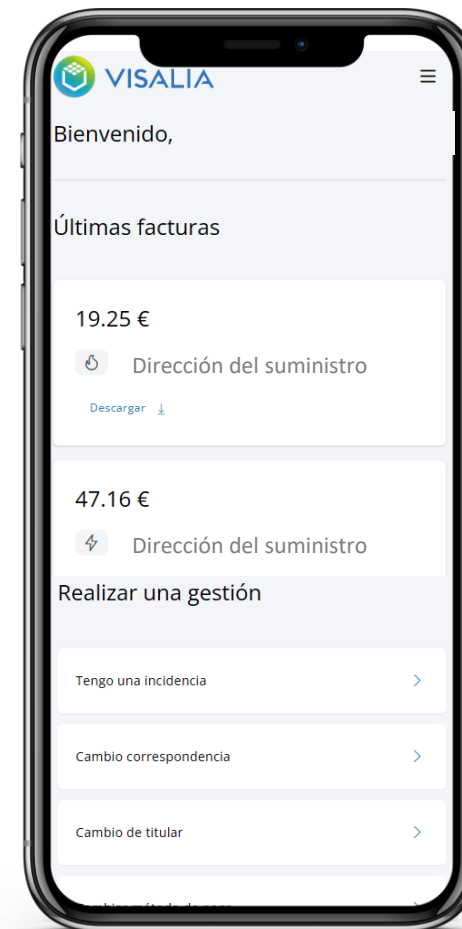 VISALIA
Bienvenido,
Últimas facturas
19.25 €
Dirección del suministro
Descargar
47.16 €
Dirección del suministro
Realizar una gestión
Tengo una incidencia
Cambio correspondencia
Cambio de titular